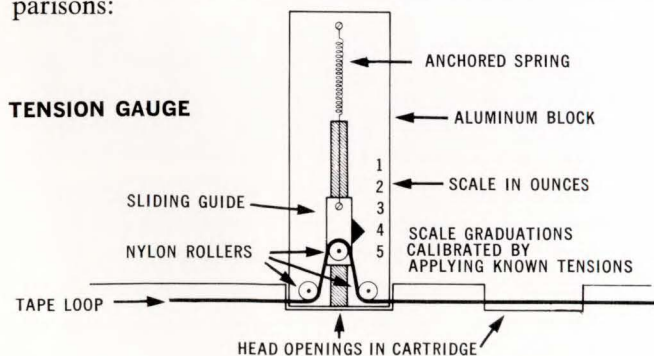 parisons:
TENSION GAUGE
ANCHORED SPRING
ALUMINUM BLOCK
1
2
SCALE IN OUNCES
3
SLIDING GUIDE
4
SCALE GRADUATIONS
5
CALIBRATED BY
APPLYING KNOWN TENSIONS
NYLON ROLLERS
TAPE LOOP
HEAD OPENINGS IN CARTRIDGE